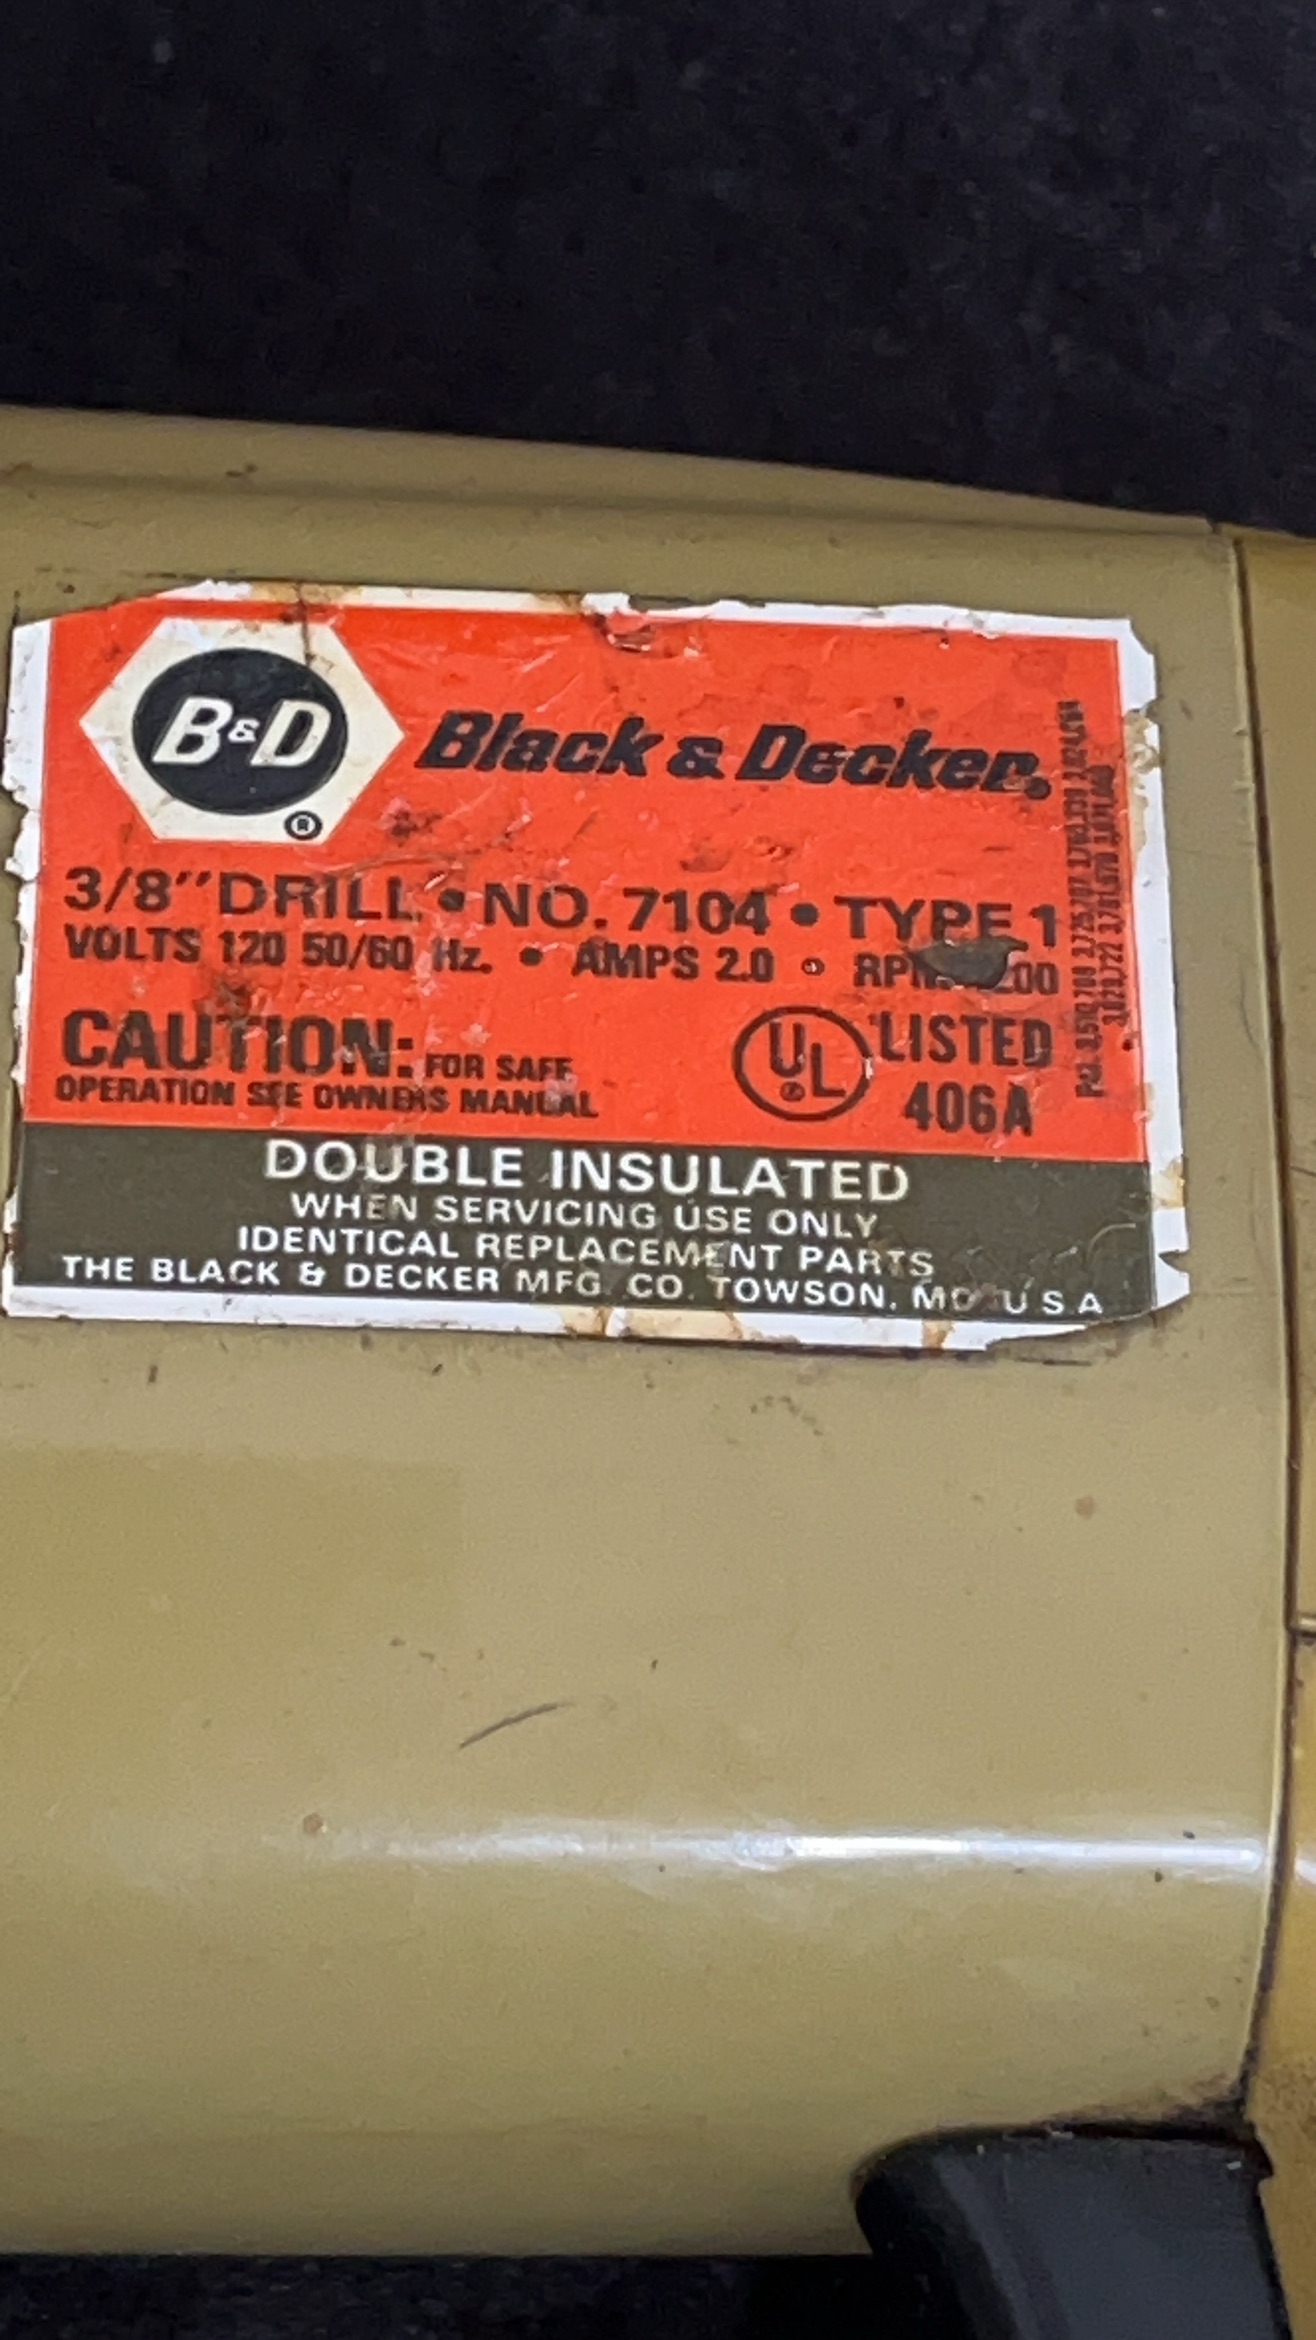 B&D
®
Black & Decker®
3/8" DRILL • NO. 7104 • TYPE 1
VOLTS 120 50/60 Hz. • AMPS 2.0 • RPM
CAUTION: FOR SAFE
OPERATION SEE OWNERS MANUAL
UL LISTED
406A
DOUBLE INSULATED
WHEN SERVICING USE ONLY
IDENTICAL REPLACEMENT PARTS
THE BLACK & DECKER MFG. CO. TOWSON, MD U S A